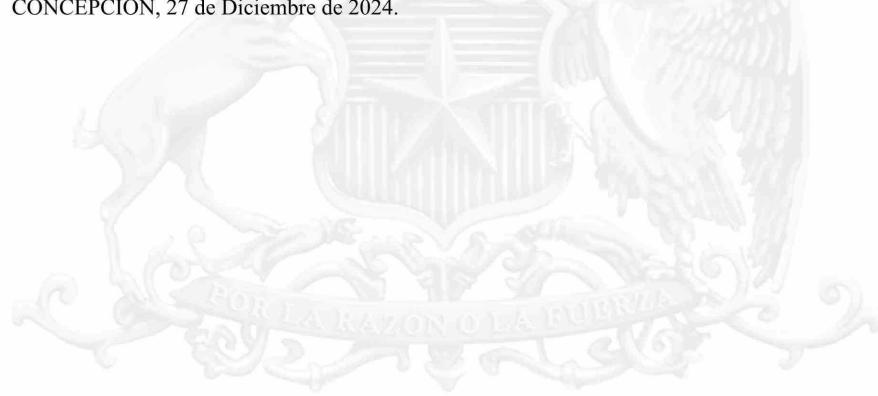 CONCEPCION, 27 de Diciembre de 2024.
POR LA RAZON O LA FUERZA